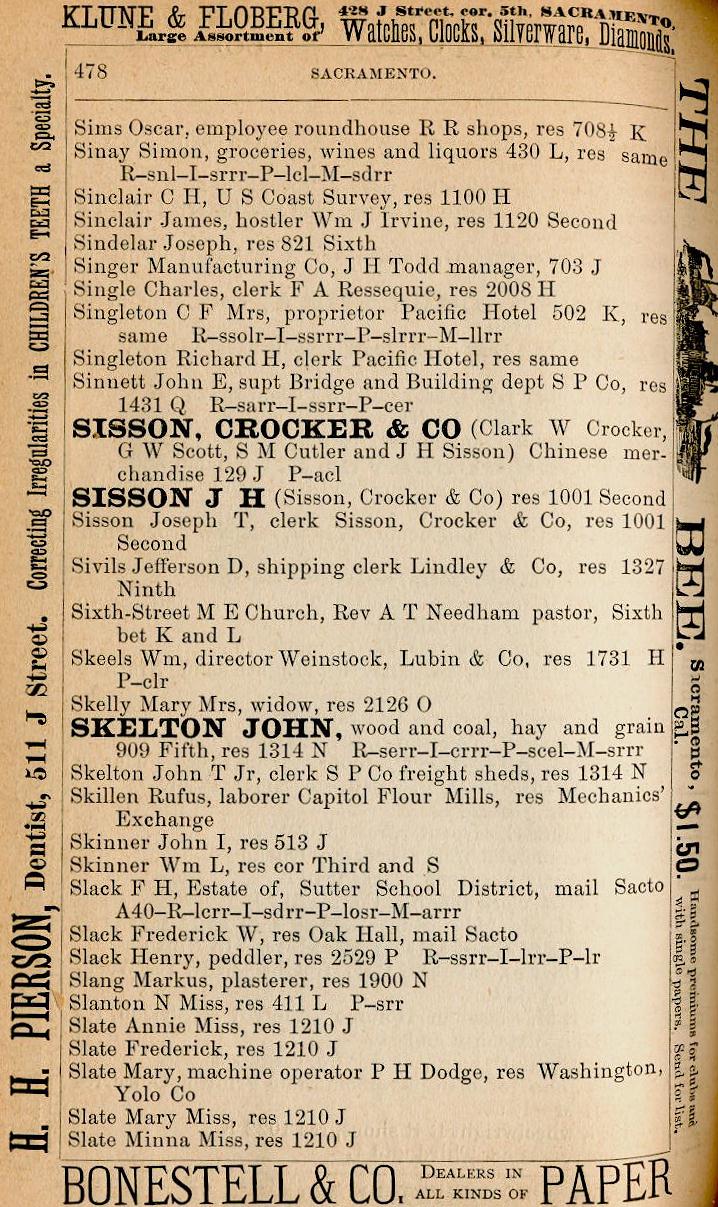 KLUNE & FLOBERG, 428 J Street, cor. 5th, SACRAMENTO,
Large Assortment of Watches, Clocks, Silverware, Diamonds.
478 SACRAMENTO.
Sims Oscar, employee roundhouse R R shops, res 708½ K
Sinay Simon, groceries, wines and liquors 430 L, res same
R–snl–I–srrr–P–lcl–M–sdrr
Sinclair C H, U S Coast Survey, res 1100 H
Sinclair James, hostler Wm J Irvine, res 1120 Second
Sindelar Joseph, res 821 Sixth
Singer Manufacturing Co, J H Todd manager, 703 J
Single Charles, clerk F A Ressequie, res 2008 H
Singleton C F Mrs, proprietor Pacific Hotel 502 K, res
same R–ssolr–I–ssrrr–P–slrrr–M–llrr
Singleton Richard H, clerk Pacific Hotel, res same
Sinnett John E, supt Bridge and Building dept S P Co, res
1431 Q R–sarr–I–ssrr–P–cer
SISSON, CROCKER & CO (Clark W Crocker,
G W Scott, S M Cutler and J H Sisson) Chinese mer-
chandise 129 J P–acl
SISSON J H (Sisson, Crocker & Co) res 1001 Second
Sisson Joseph T, clerk Sisson, Crocker & Co, res 1001
Second
Sivils Jefferson D, shipping clerk Lindley & Co, res 1327
Ninth
Sixth-Street M E Church, Rev A T Needham pastor, Sixth
bet K and L
Skeels Wm, director Weinstock, Lubin & Co, res 1731 H
P–clr
Skelly Mary Mrs, widow, res 2126 O
SKELTON JOHN, wood and coal, hay and grain
909 Fifth, res 1314 N R–serr–I–crrr–P–scel–M–srrr
Skelton John T Jr, clerk S P Co freight sheds, res 1314 N
Skillen Rufus, laborer Capitol Flour Mills, res Mechanics'
Exchange
Skinner John I, res 513 J
Skinner Wm L, res cor Third and S
Slack F H, Estate of, Sutter School District, mail Sacto
A40–R–lcrr–I–sdrr–P–losr–M–arrr
Slack Frederick W, res Oak Hall, mail Sacto
Slack Henry, peddler, res 2529 P R–ssrr–I–lrr–P–lr
Slang Markus, plasterer, res 1900 N
Slanton N Miss, res 411 L P–srr
Slate Annie Miss, res 1210 J
Slate Frederick, res 1210 J
Slate Mary, machine operator P H Dodge, res Washington,
Yolo Co
Slate Mary Miss, res 1210 J
Slate Minna Miss, res 1210 J
H. H. PIERSON, Dentist, 511 J Street. Correcting Irregularities in CHILDREN'S TEETH a Specialty.
THE BEE. Sacramento, Cal. $1.50. Handsome premiums for clubs and with single papers. Send for list.
BONESTELL & CO. DEALERS IN ALL KINDS OF PAPER